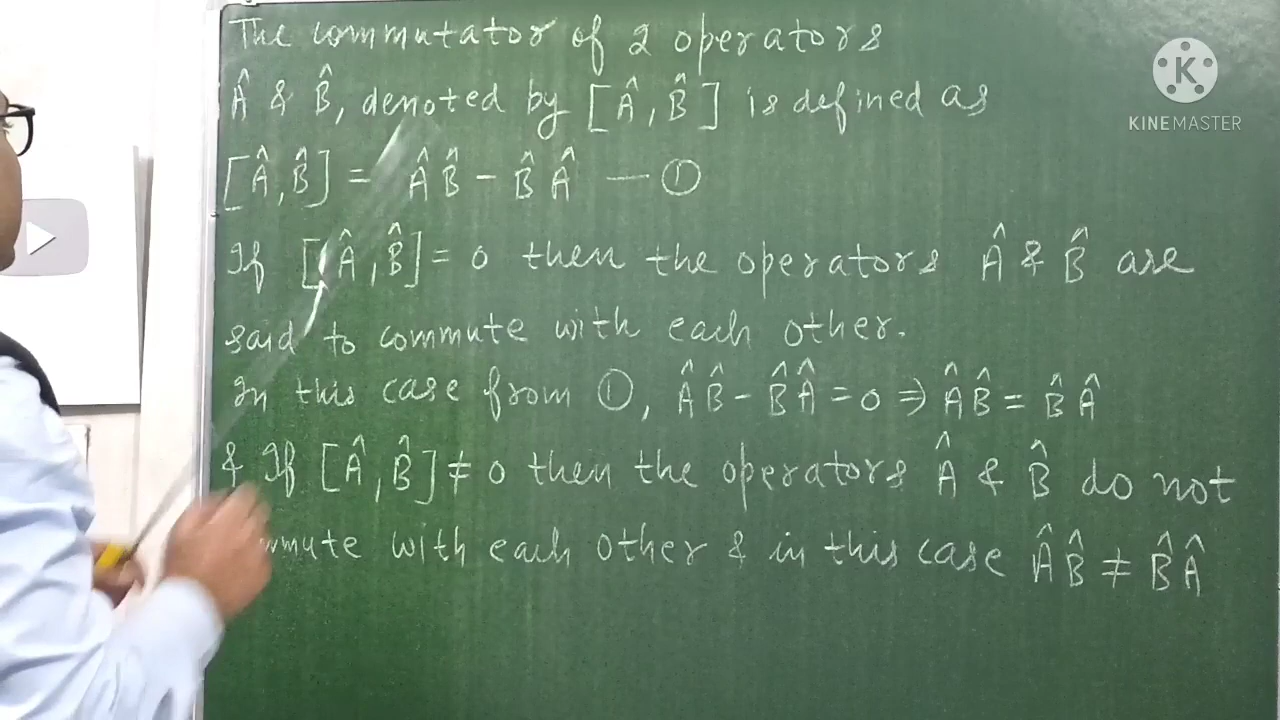 The commutator of 2 operators
Â & B̂, denoted by [Â, B̂] is defined as
[Â, B̂] = ÂB̂ - B̂Â — ①
If [Â, B̂] = 0 then the operators Â & B̂ are
said to commute with each other.
In this case from ①, ÂB̂ - B̂Â = 0 ⇒ ÂB̂ = B̂Â
& If [Â, B̂] ≠ 0 then the operators Â & B̂ do not
with each other & in this case ÂB̂ ≠ B̂Â
K
KINEMASTER